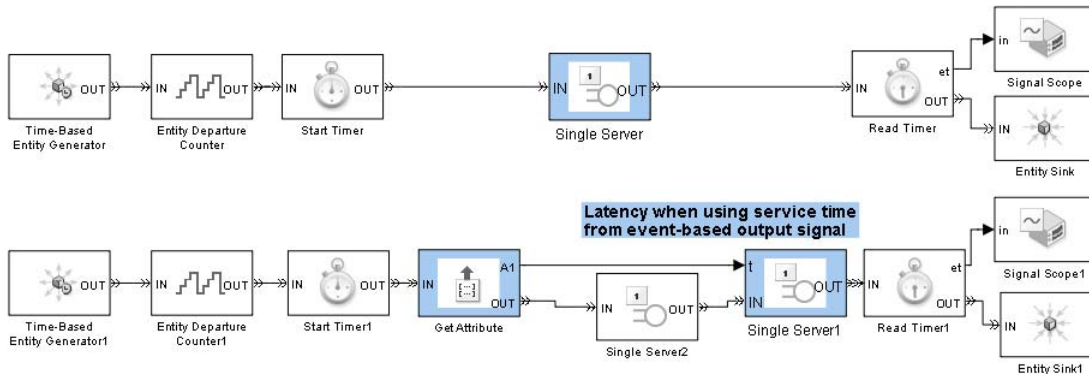 in
Signal Scope
OUT
Time-Based
Entity Generator
IN
OUT
Entity Departure
Counter
IN
OUT
Start Timer
IN
1
OUT
Single Server
IN
et
OUT
Read Timer
IN
Entity Sink
Latency when using service time
from event-based output signal
in
Signal Scope1
OUT
Time-Based
Entity Generator1
IN
OUT
Entity Departure
Counter1
IN
OUT
Start Timer1
IN
A1
[...]
OUT
Get Attribute
IN
1
OUT
Single Server2
t
IN
1
OUT
Single Server1
IN
et
OUT
Read Timer1
IN
Entity Sink1